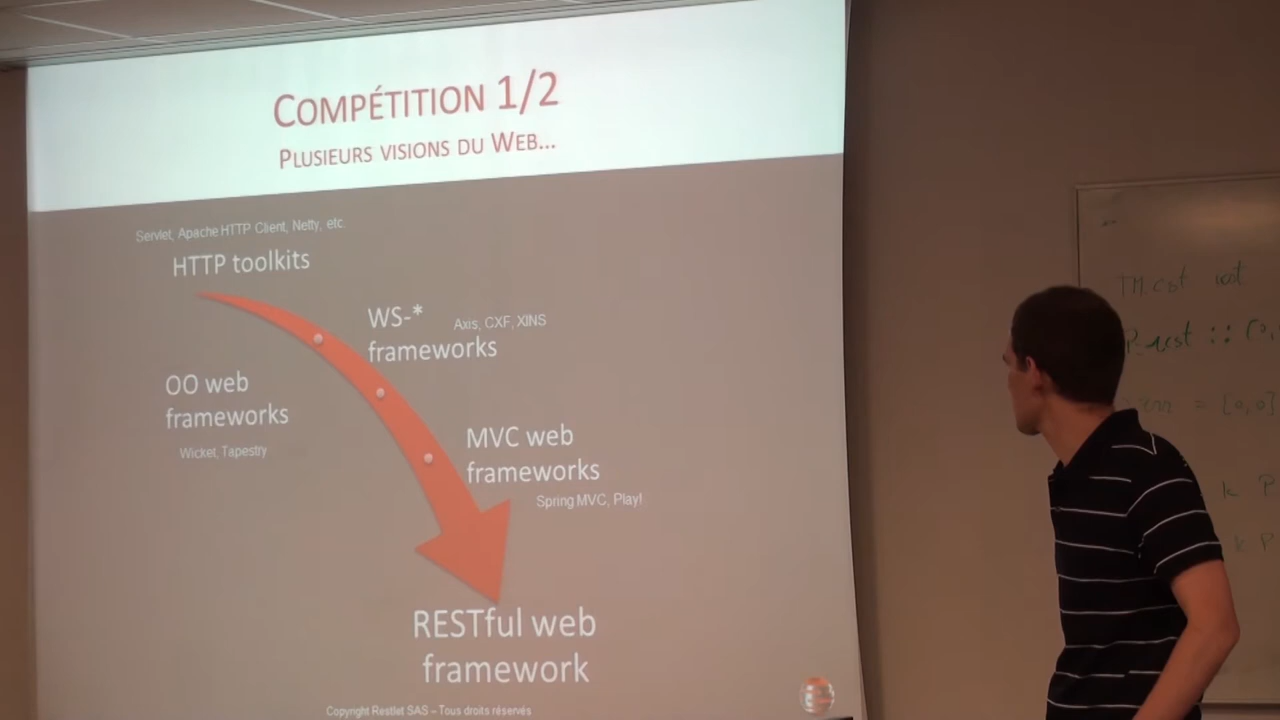 COMPÉTITION 1/2
PLUSIEURS VISIONS DU WEB...
Servlet, Apache HTTP Client, Netty, etc.
HTTP toolkits
WS-*
Axis, CXF, XINS
frameworks
OO web
frameworks
Wicket, Tapestry
MVC web
frameworks
Spring MVC, Play!
RESTful web
framework
Copyright Restlet SAS – Tous droits réservés